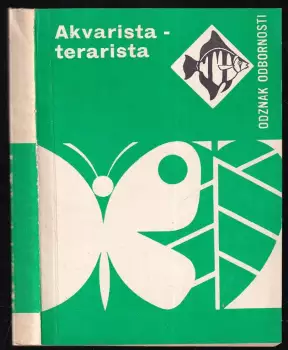 Akvarista -
terarista
ODZNAK ODBORNOSTI